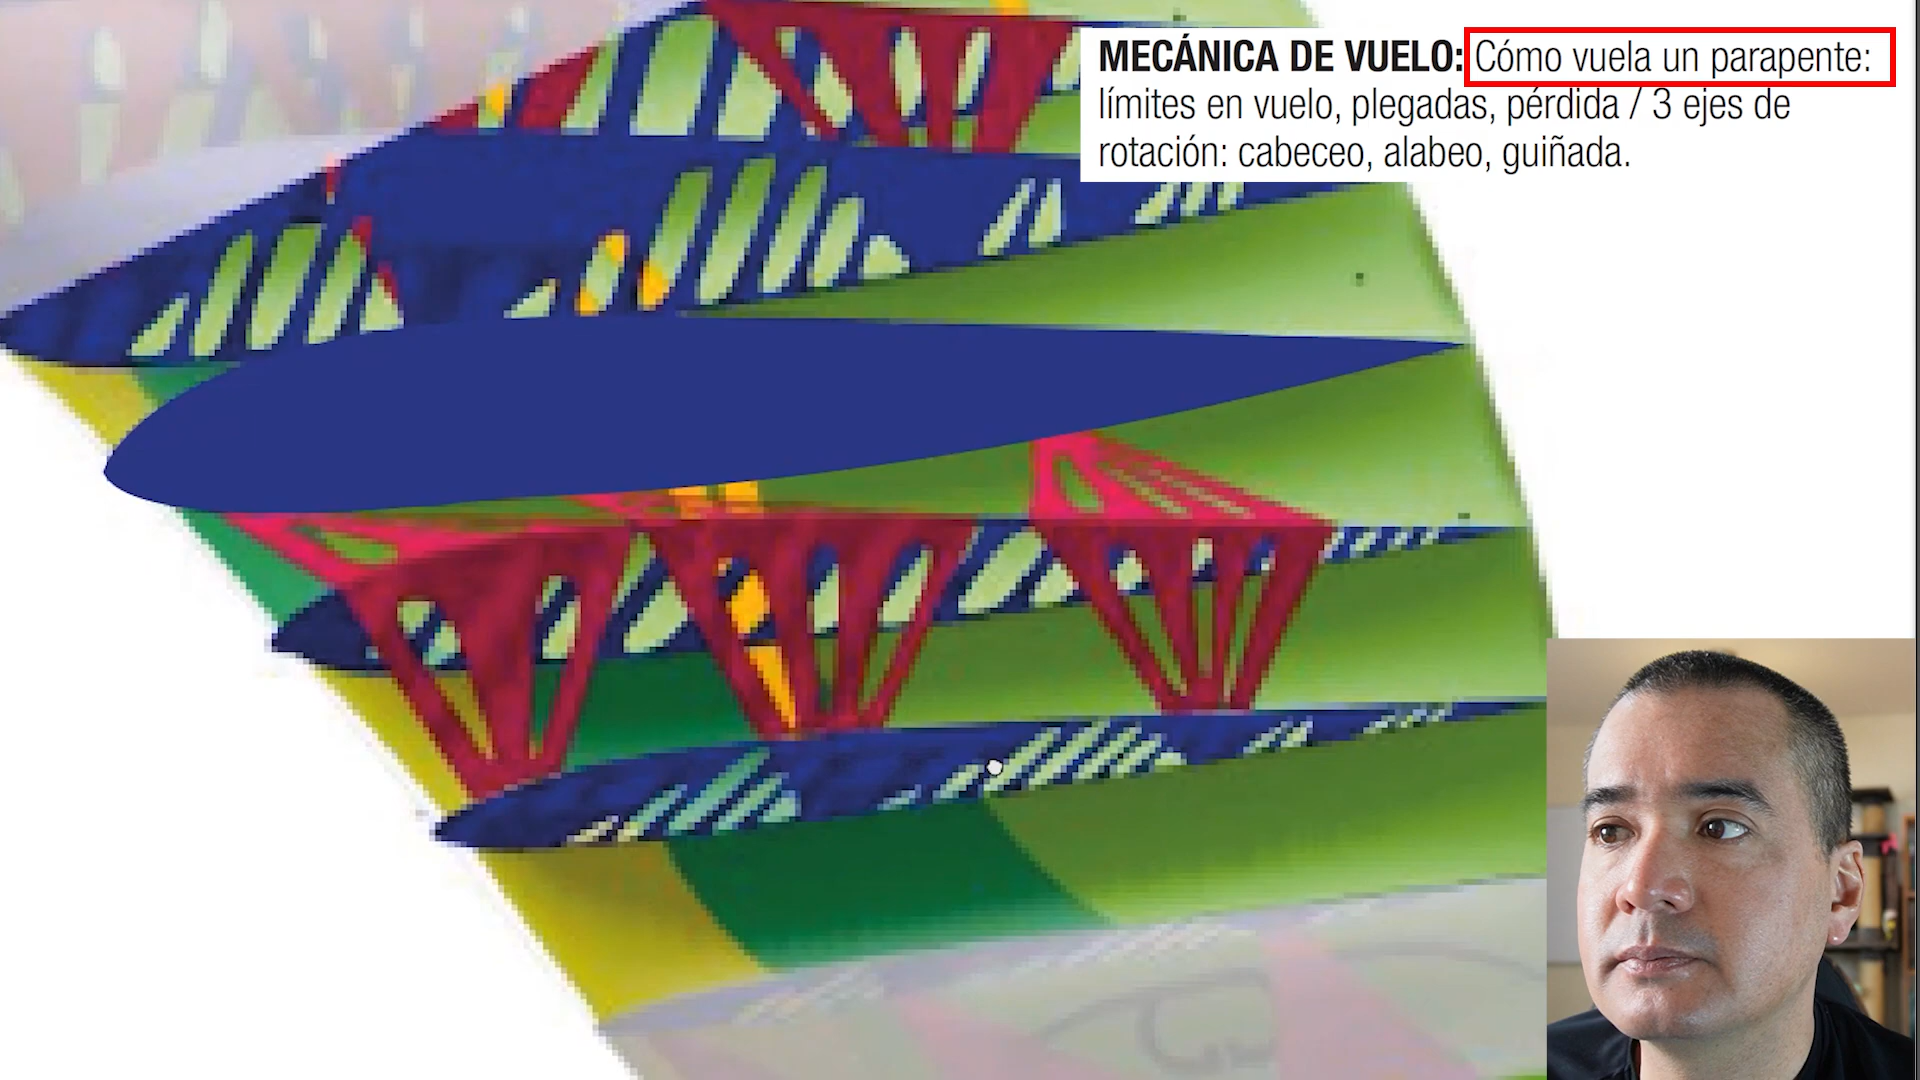 MECÁNICA DE VUELO: Cómo vuela un parapente:
límites en vuelo, plegadas, pérdida / 3 ejes de
rotación: cabeceo, alabeo, guiñada.